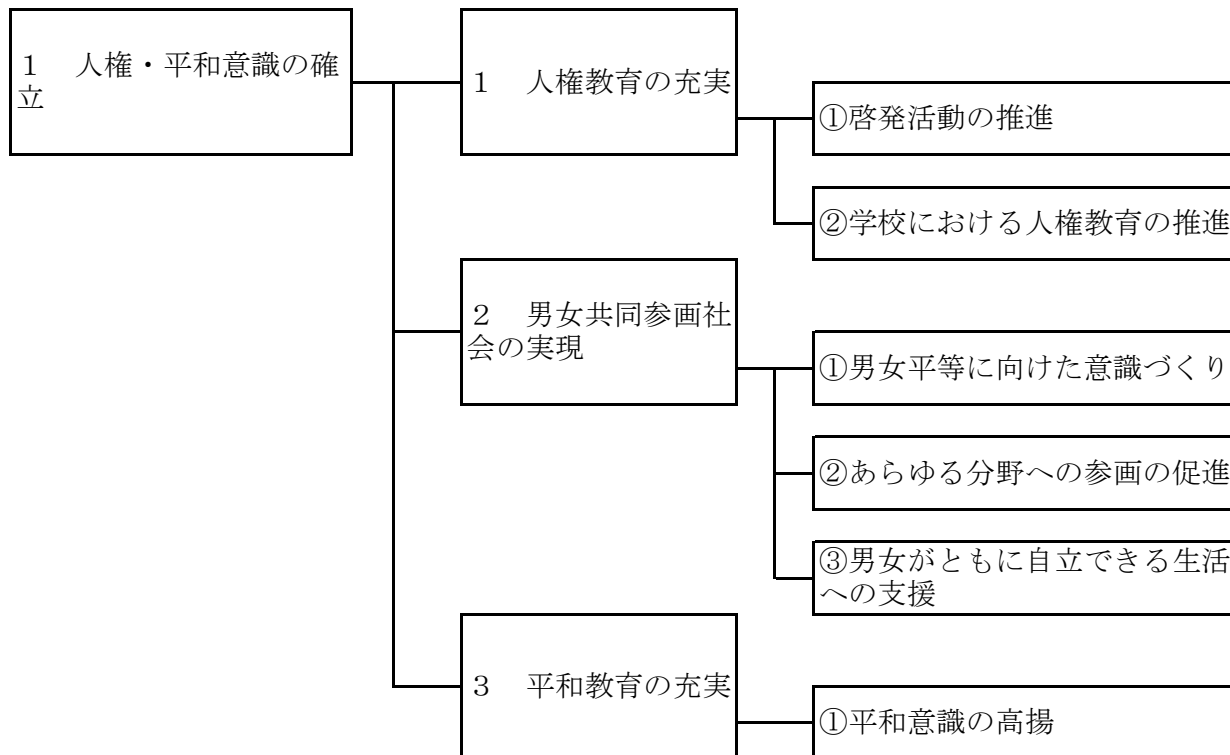 １　人権・平和意識の確
立
１　人権教育の充実
①啓発活動の推進
②学校における人権教育の推進
２　男女共同参画社
会の実現
①男女平等に向けた意識づくり
②あらゆる分野への参画の促進
③男女がともに自立できる生活
への支援
３　平和教育の充実
①平和意識の高揚